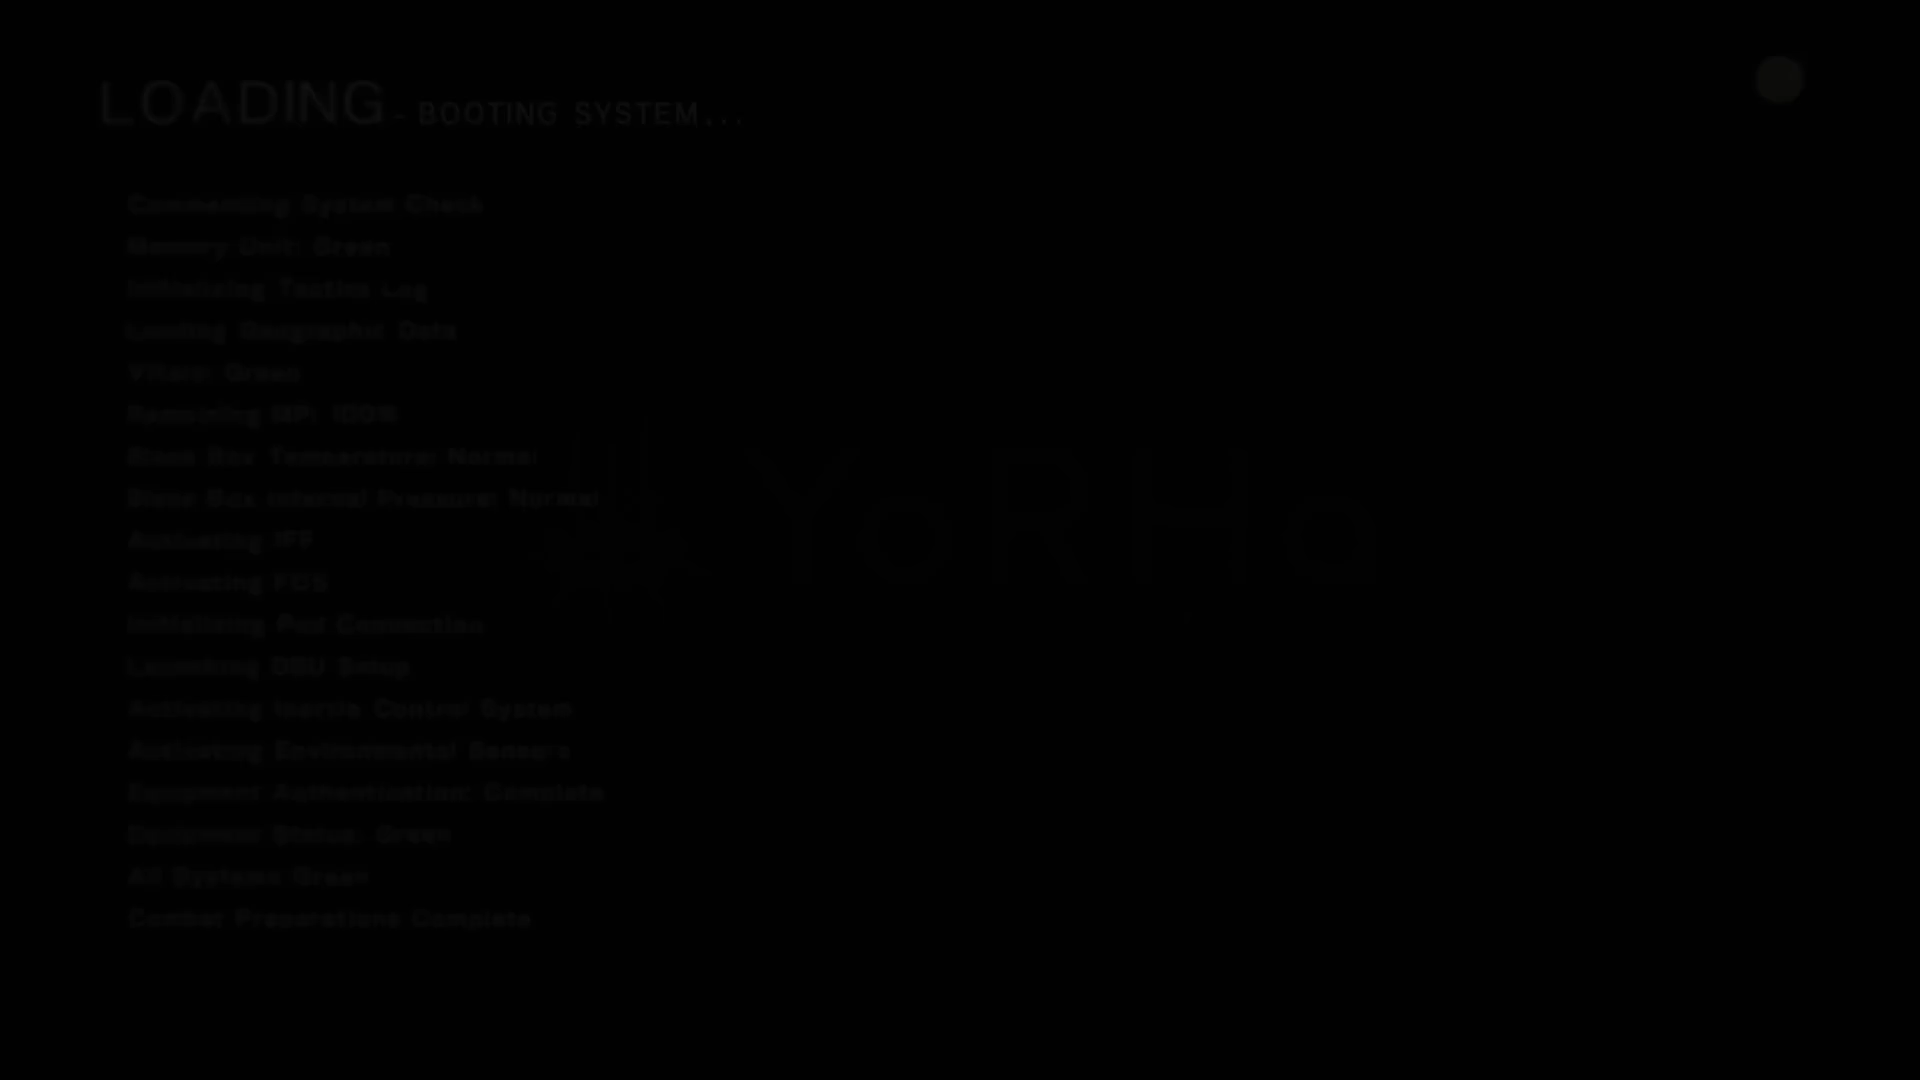 LOADING - BOOTING SYSTEM...
Commencing System Check
Memory Unit: Green
Initializing Tactics Log
Loading Geographic Data
Vitals: Green
Remaining MP: 100%
Black Box Temperature: Normal
Black Box Internal Pressure: Normal
Activating IFF
Activating FCS
Initializing Pod Connection
Launching DBU Setup
Activating Inertia Control System
Activating Environmental Sensors
Equipment Authentication: Complete
Equipment Status: Green
All Systems Green
Combat Preparations Complete
YoRHa